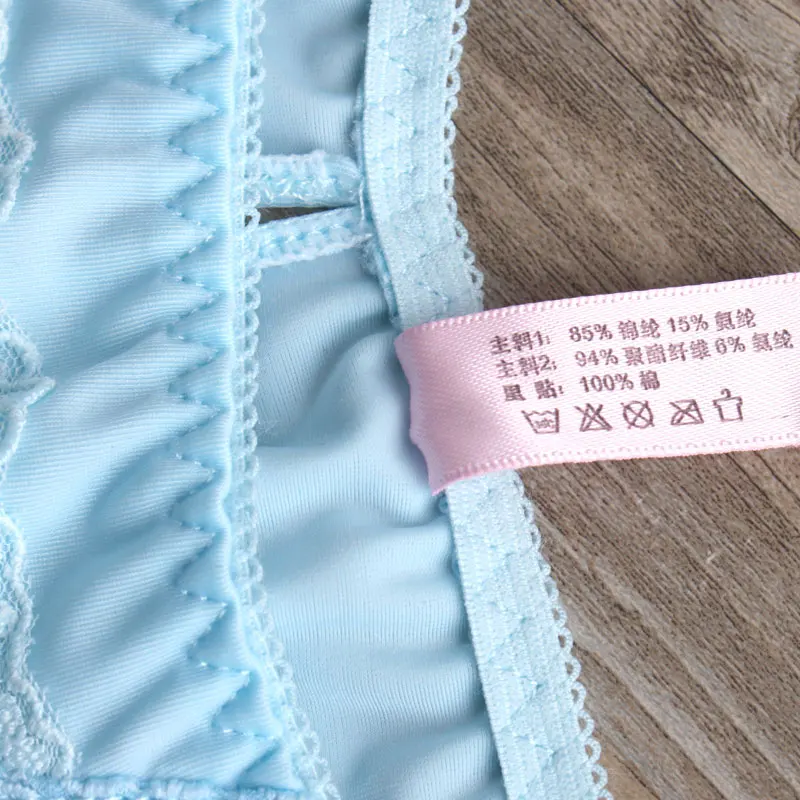 主料1: 85% 锦纶 15% 氨纶
主料2: 94% 聚酯纤维 6% 氨纶
里 贴: 100% 棉